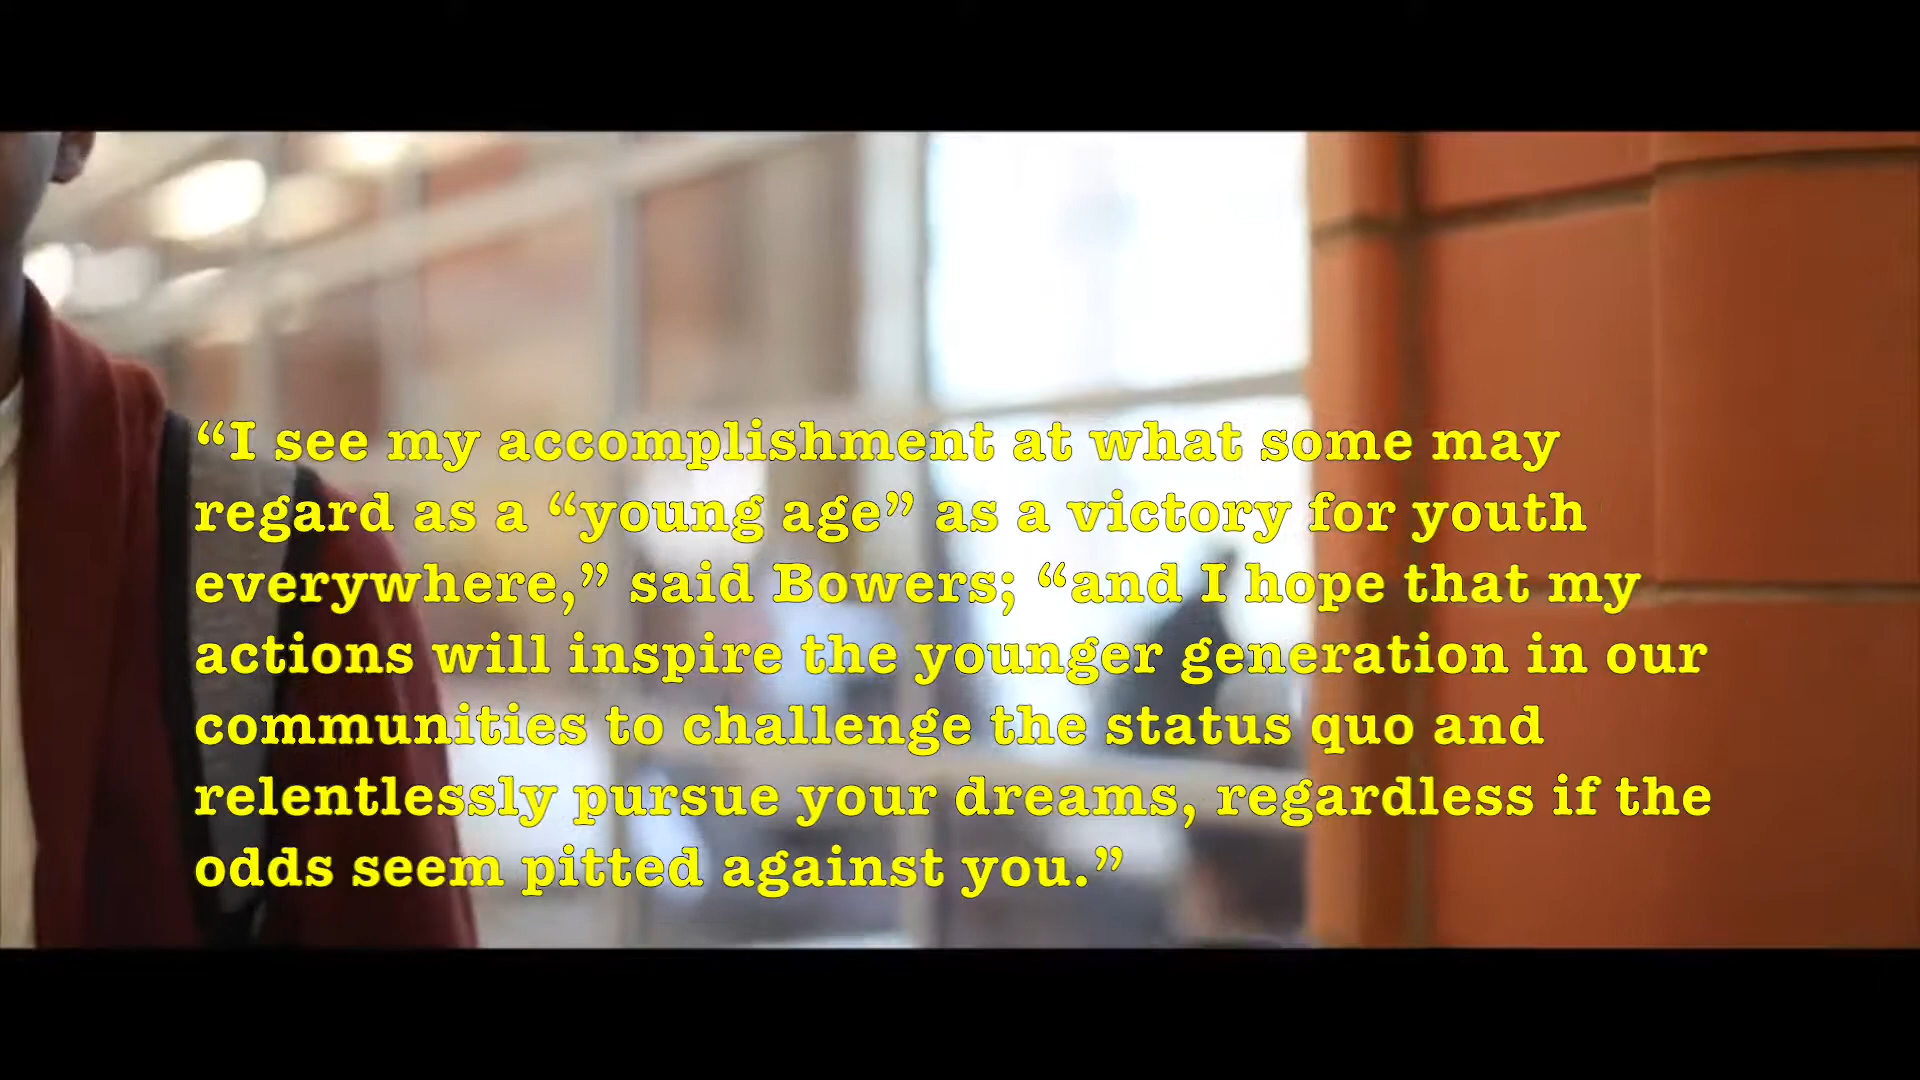 “I see my accomplishment at what some may
regard as a “young age” as a victory for youth
everywhere,” said Bowers; “and I hope that my
actions will inspire the younger generation in our
communities to challenge the status quo and
relentlessly pursue your dreams, regardless if the
odds seem pitted against you.”